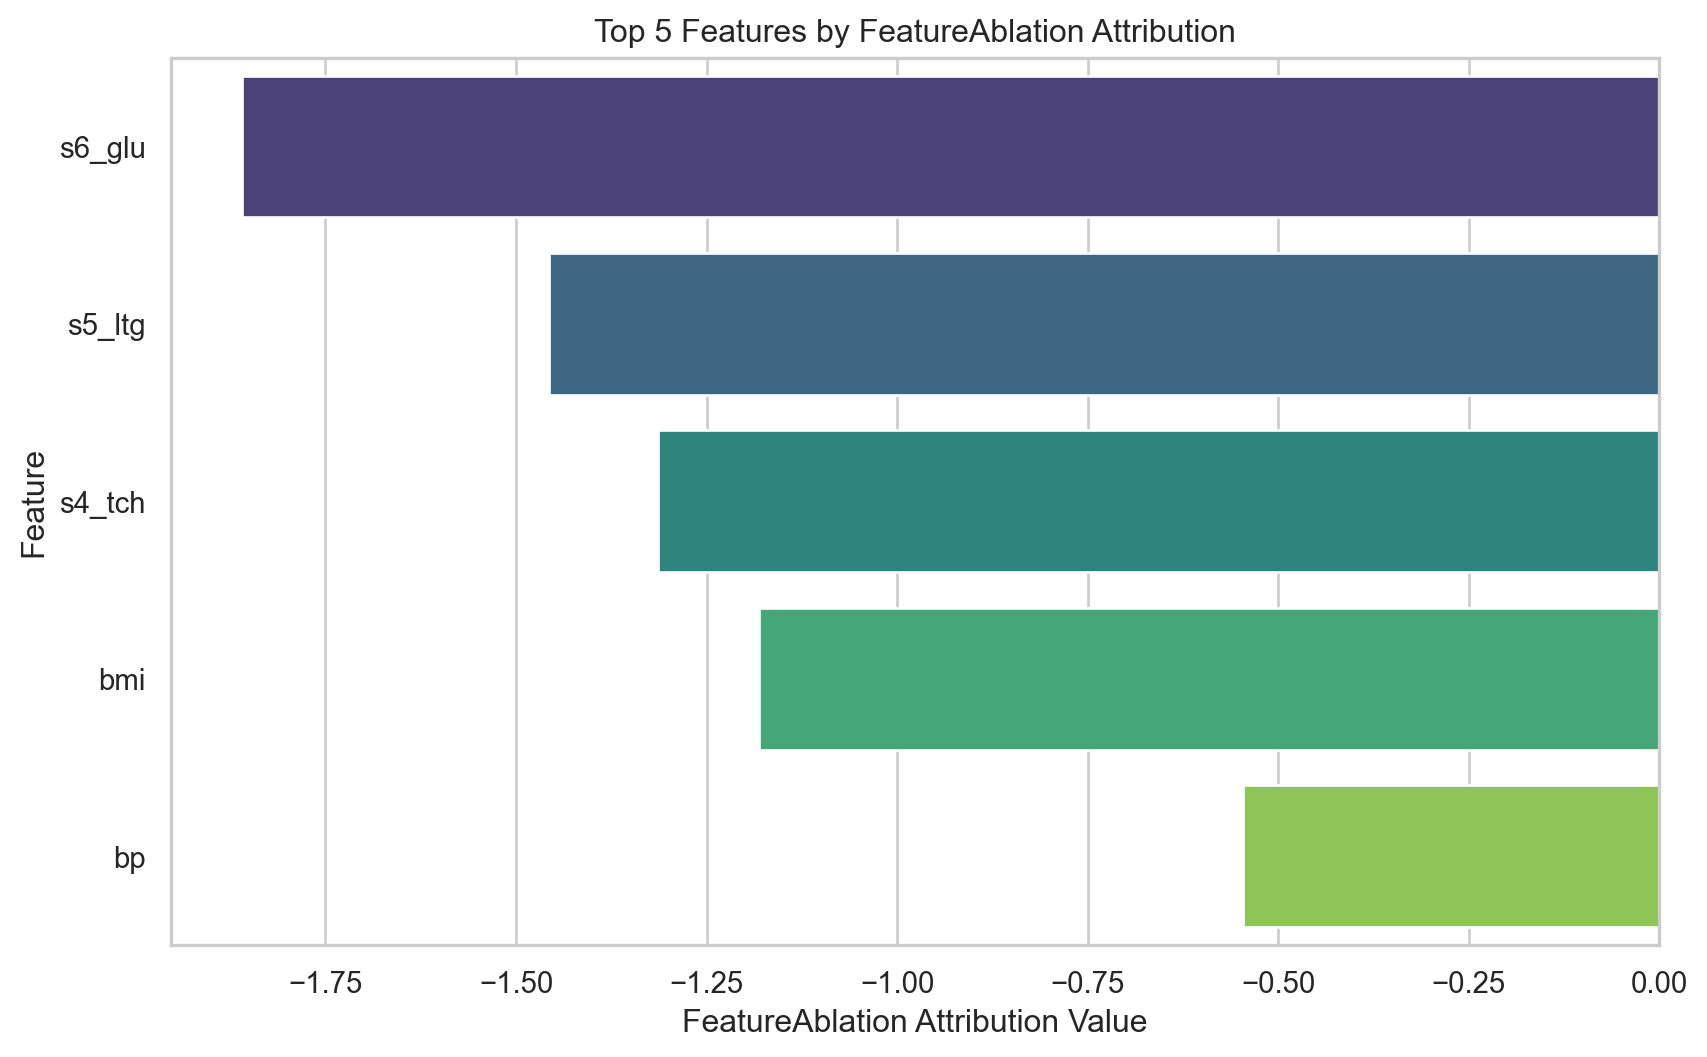 Top 5 Features by FeatureAblation Attribution
s6_glu
s5_ltg
s4_tch
bmi
bp
Feature
−1.75 −1.50 −1.25 −1.00 −0.75 −0.50 −0.25 0.00
FeatureAblation Attribution Value